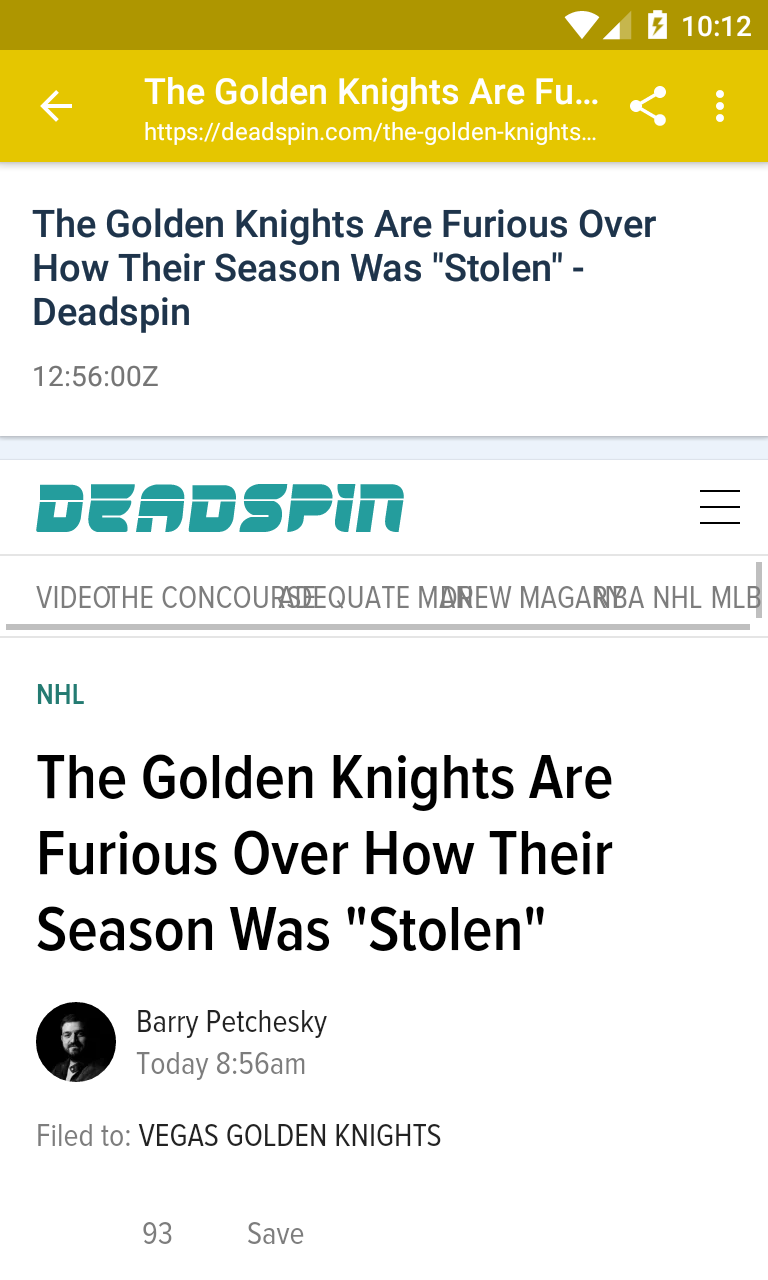 10:12
The Golden Knights Are Fu...
https://deadspin.com/the-golden-knights...
The Golden Knights Are Furious Over
How Their Season Was "Stolen" -
Deadspin
12:56:00Z
DEADSPIN
VIDEO THE CONCOURSE ADEQUATE MAN DREW MAGARY NBA NHL MLB
NHL
The Golden Knights Are
Furious Over How Their
Season Was "Stolen"
Barry Petchesky
Today 8:56am
Filed to: VEGAS GOLDEN KNIGHTS
93 Save